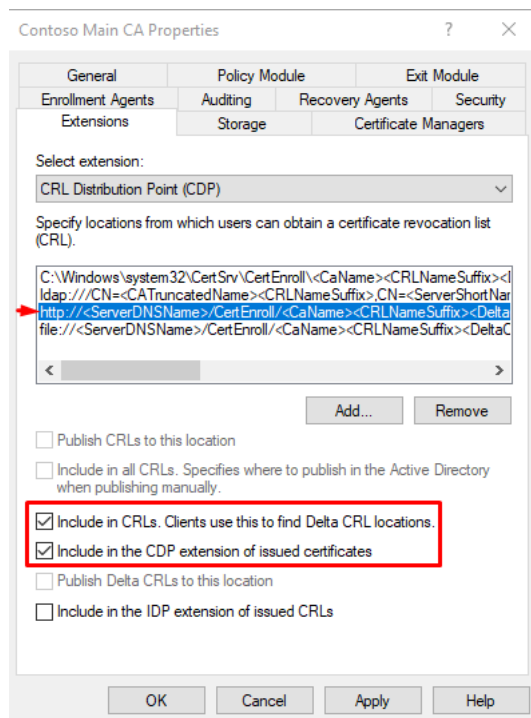 Contoso Main CA Properties ? ×
General Policy Module Exit Module
Enrollment Agents Auditing Recovery Agents Security
Extensions Storage Certificate Managers
Select extension:
CRL Distribution Point (CDP)
Specify locations from which users can obtain a certificate revocation list
(CRL).
C:\Windows\system32\CertSrv\CertEnroll\<CaName><CRLNameSuffix><
ldap:///CN=<CATruncatedName><CRLNameSuffix>,CN=<ServerShortNar
http://<ServerDNSName>/CertEnroll/<CaName><CRLNameSuffix><Delta
file://<ServerDNSName>/CertEnroll/<CaName><CRLNameSuffix><DeltaC
Add... Remove
Publish CRLs to this location
Include in all CRLs. Specifies where to publish in the Active Directory
when publishing manually.
Include in CRLs. Clients use this to find Delta CRL locations.
Include in the CDP extension of issued certificates
Publish Delta CRLs to this location
Include in the IDP extension of issued CRLs
OK Cancel Apply Help